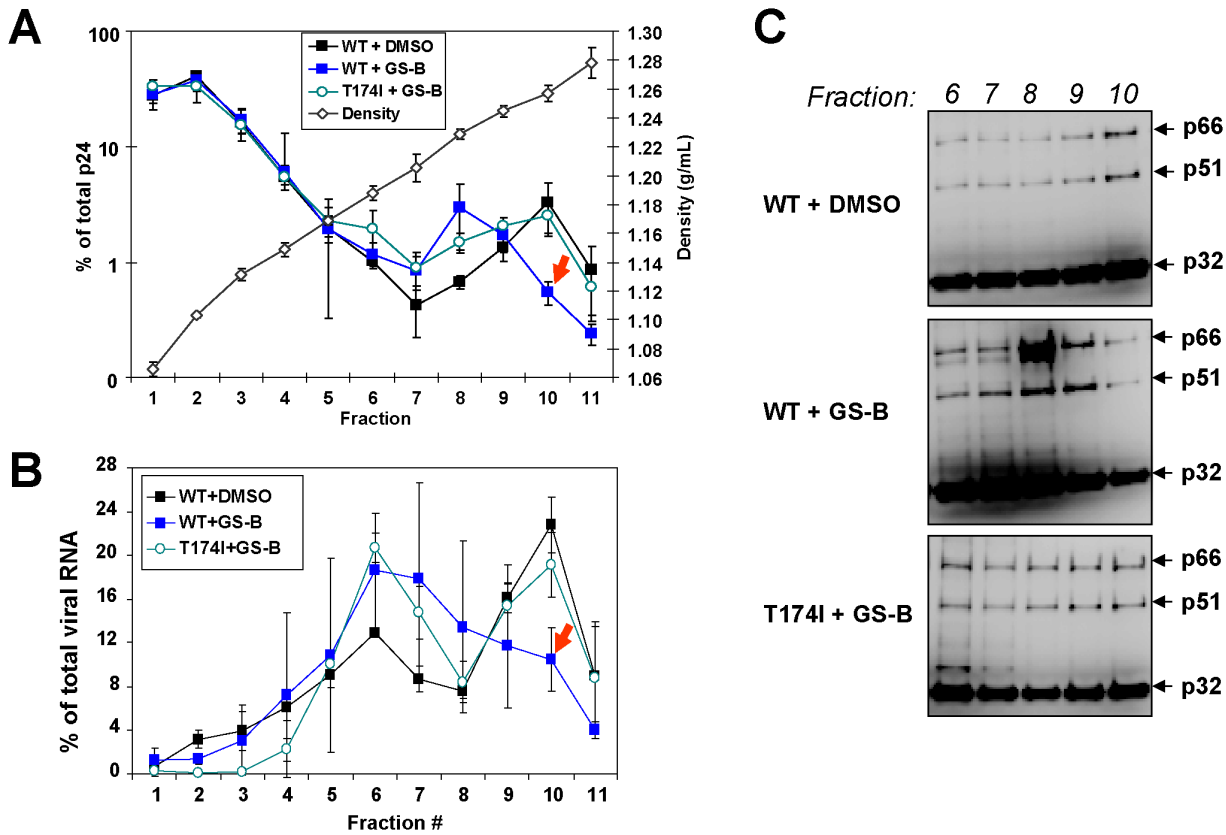 A
WT + DMSO
WT + GS-B
T174I + GS-B
Density
% of total p24
100
10
1
0
1.30
1.28
1.26
1.24
1.22
1.20
1.18
1.16
1.14
1.12
1.10
1.08
1.06
Density (g/mL)
1 2 3 4 5 6 7 8 9 10 11
Fraction
B
WT+DMSO
WT+GS-B
T174I+GS-B
% of total viral RNA
28
24
20
16
12
8
4
0
1 2 3 4 5 6 7 8 9 10 11
Fraction #
C
Fraction: 6 7 8 9 10
WT + DMSO
p66
p51
p32
WT + GS-B
p66
p51
p32
T174I + GS-B
p66
p51
p32